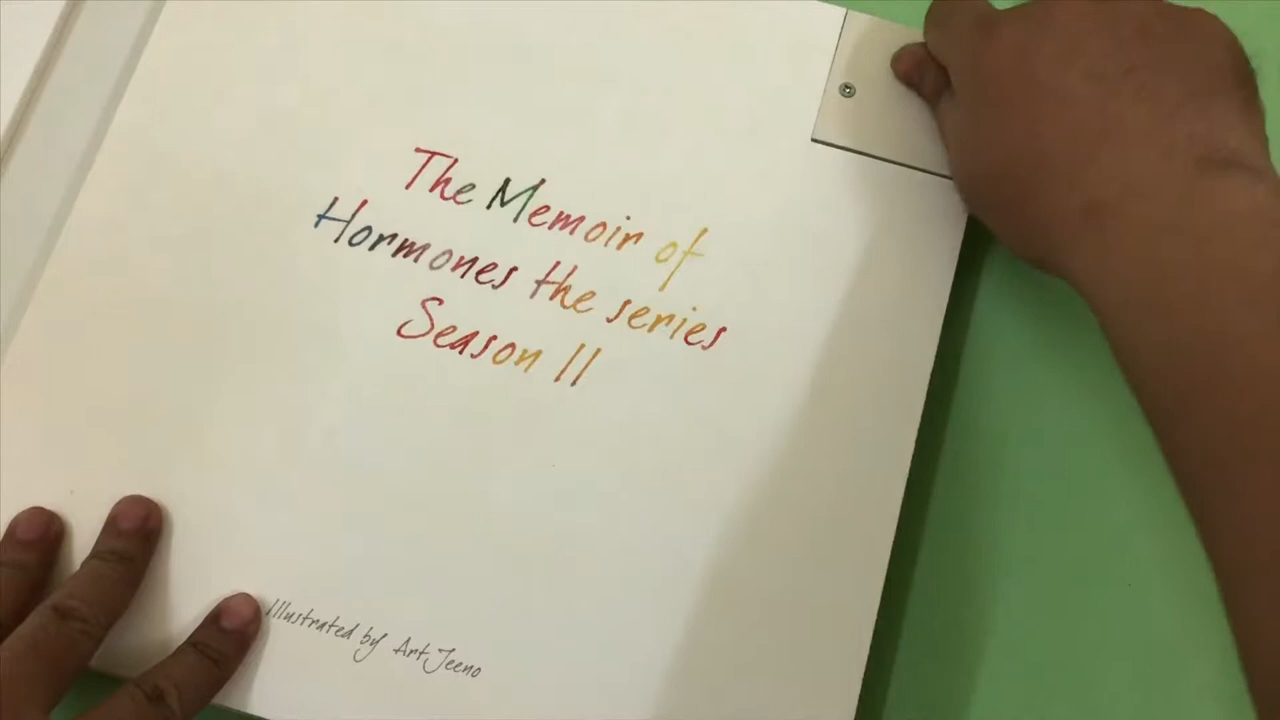 The Memoir of
Hormones the series
Season II
Illustrated by Art Jeeno